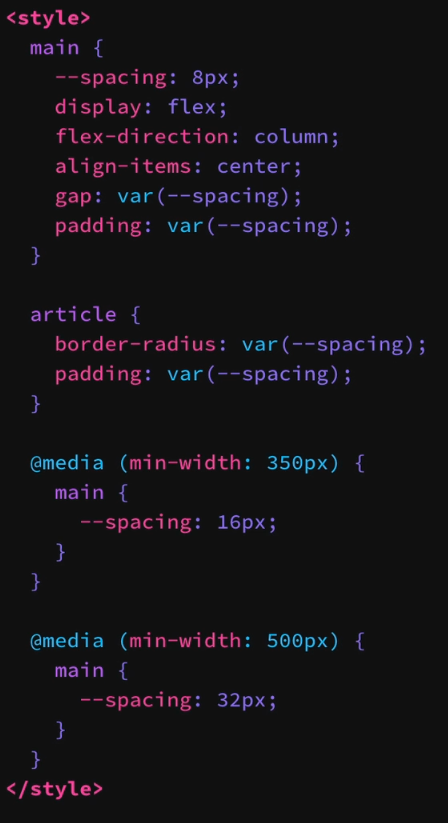 <style>
  main {
    --spacing: 8px;
    display: flex;
    flex-direction: column;
    align-items: center;
    gap: var(--spacing);
    padding: var(--spacing);
  }

  article {
    border-radius: var(--spacing);
    padding: var(--spacing);
  }

  @media (min-width: 350px) {
    main {
      --spacing: 16px;
    }
  }

  @media (min-width: 500px) {
    main {
      --spacing: 32px;
    }
  }
</style>